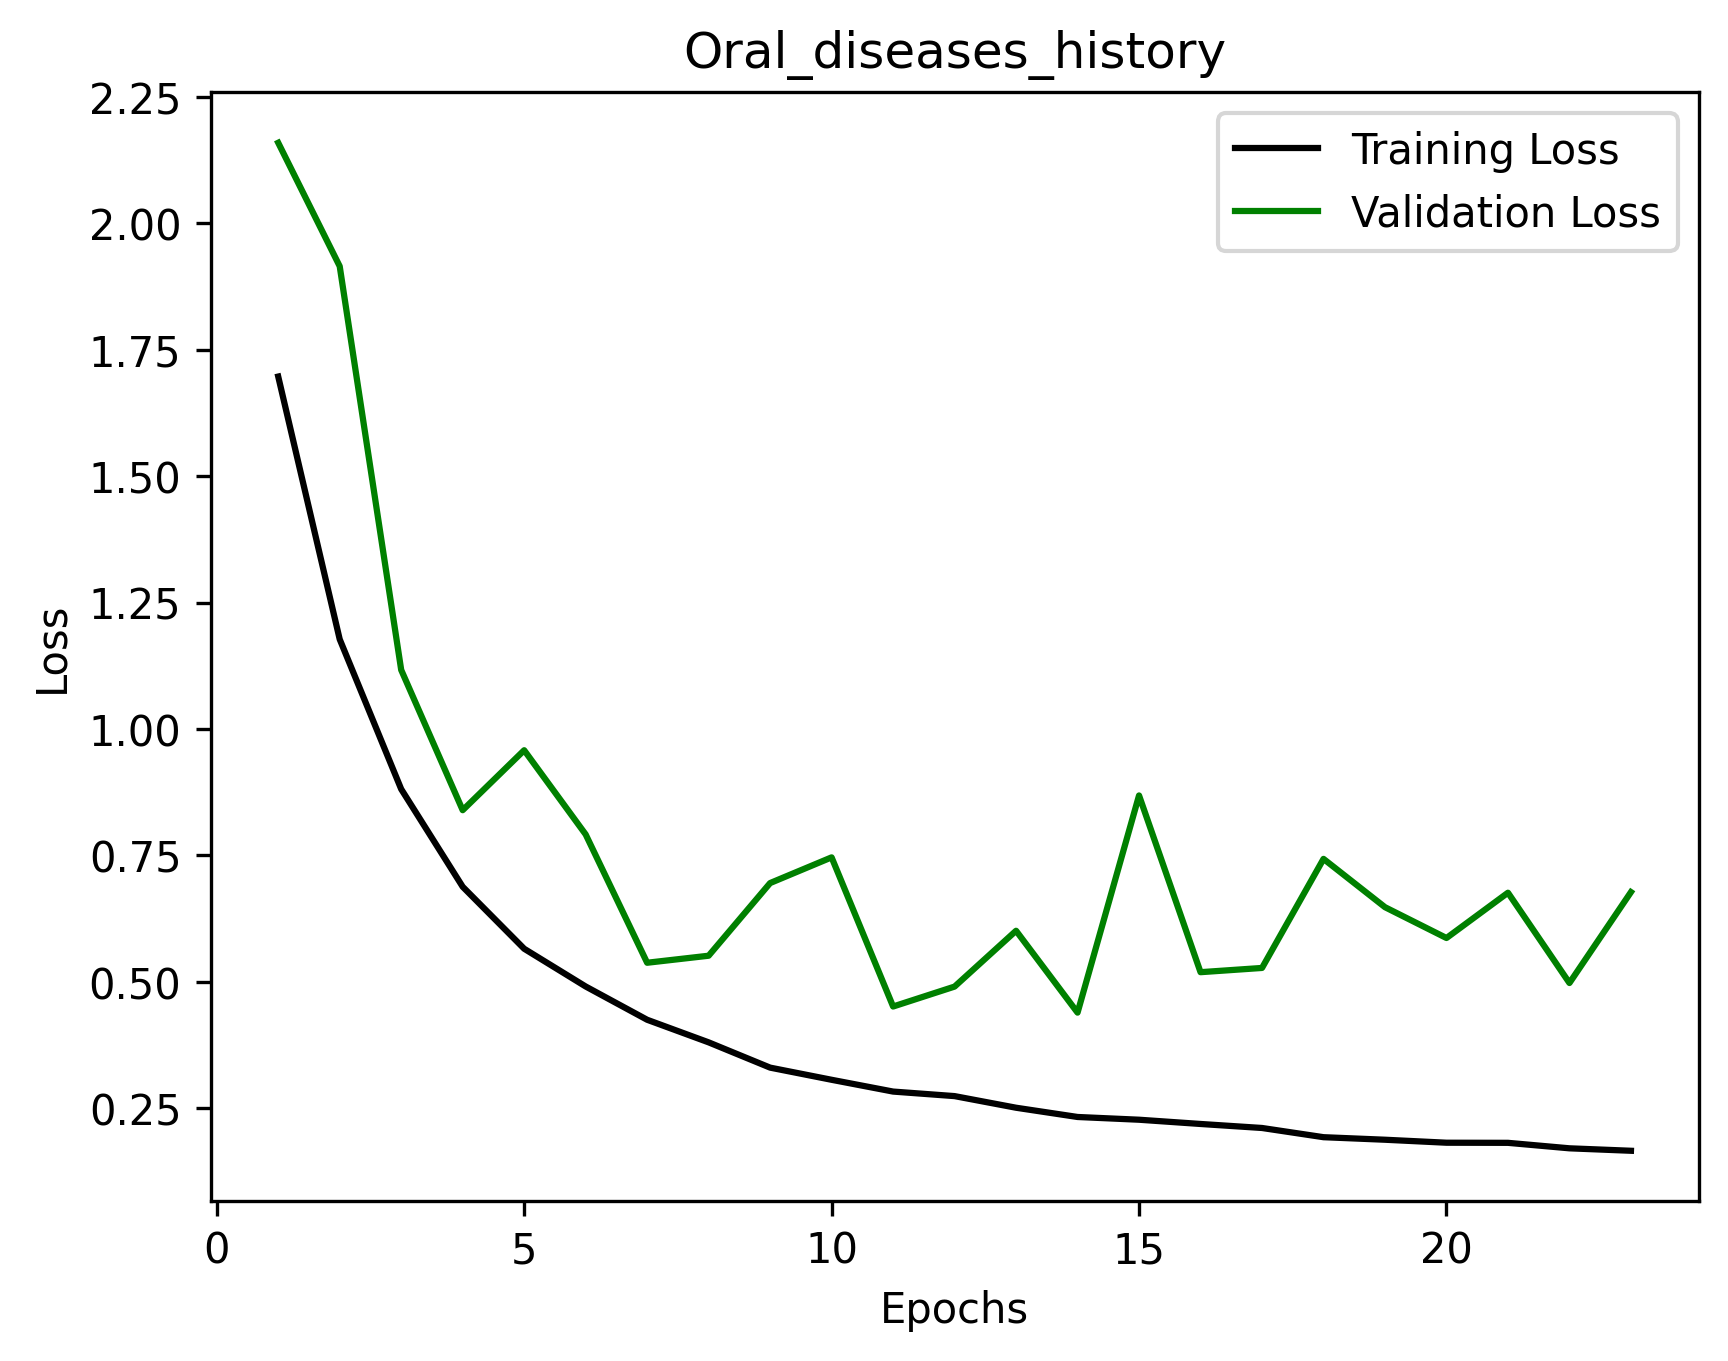 Oral_diseases_history
2.25
2.00
1.75
1.50
1.25
1.00
0.75
0.50
0.25
Loss
Training Loss
Validation Loss
0 5 10 15 20
Epochs